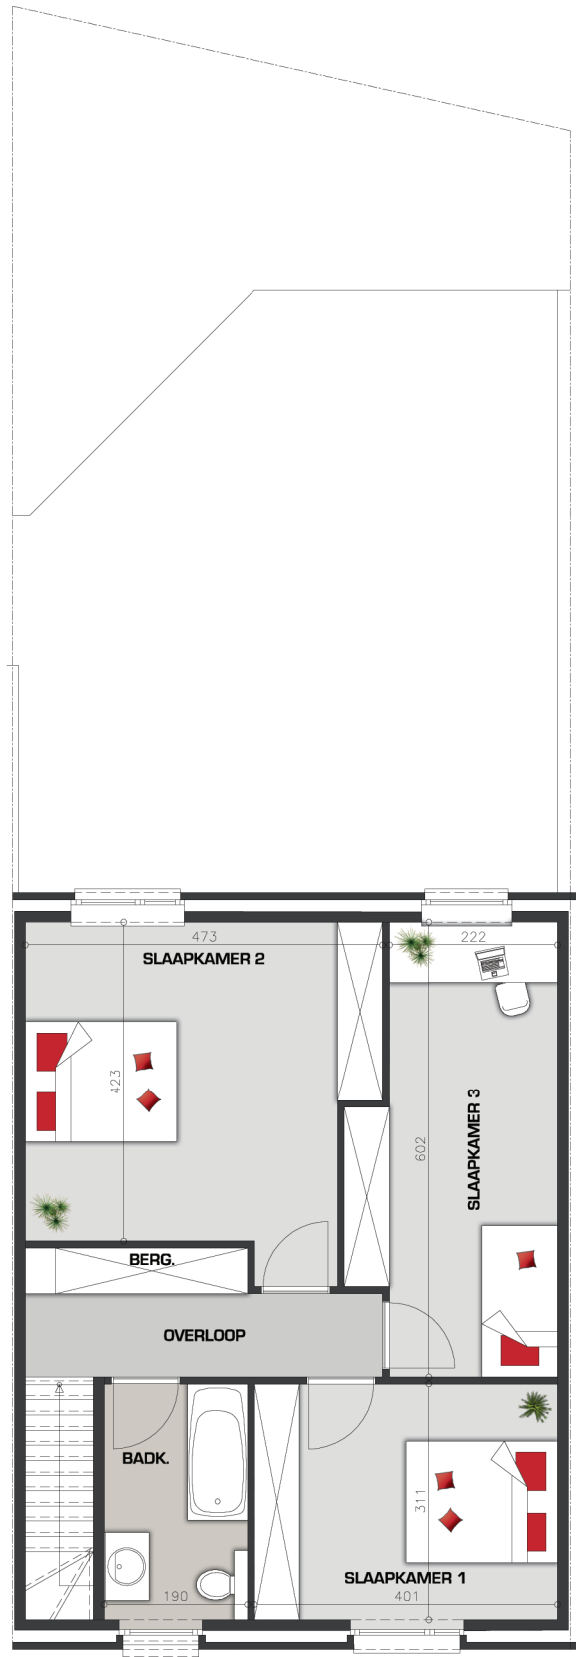 473
222
SLAAPKAMER 2
423
SLAAPKAMER 3
602
BERG.
OVERLOOP
BADK.
311
SLAAPKAMER 1
190
401